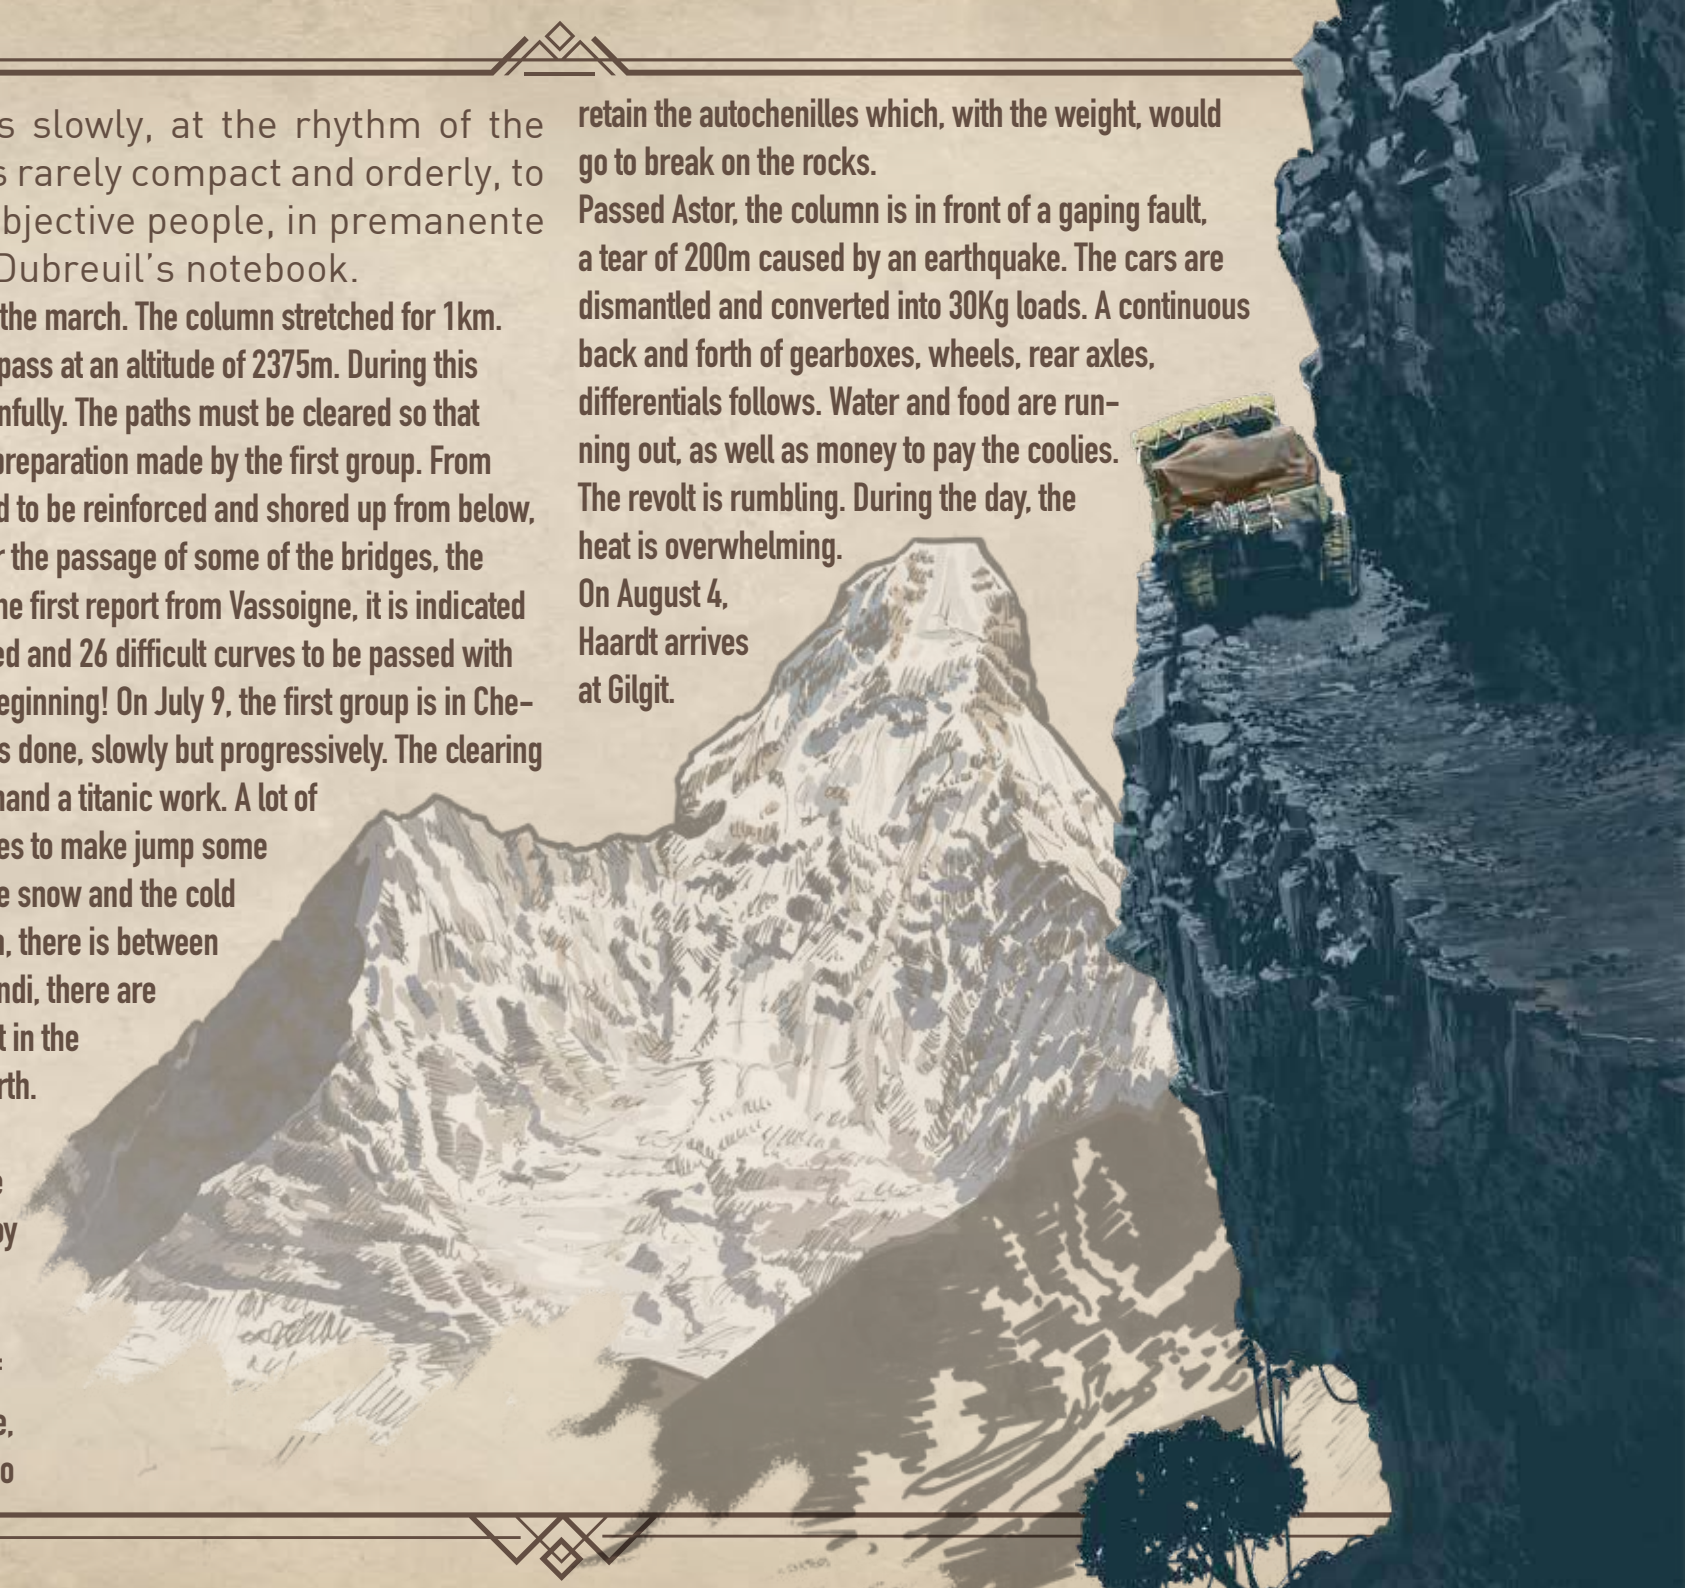 s slowly, at the rhythm of the
s rarely compact and orderly, to
bjective people, in premanente
Dubreuil's notebook.
the march. The column stretched for 1km.
pass at an altitude of 2375m. During this
nfully. The paths must be cleared so that
preparation made by the first group. From
d to be reinforced and shored up from below,
r the passage of some of the bridges, the
he first report from Vassoigne, it is indicated
ed and 26 difficult curves to be passed with
eginning! On July 9, the first group is in Che-
s done, slowly but progressively. The clearing
mand a titanic work. A lot of
es to make jump some
e snow and the cold
n, there is between
ndi, there are
t in the
rth.
e
by
e,
o
retain the autochenilles which, with the weight, would
go to break on the rocks.
Passed Astor, the column is in front of a gaping fault,
a tear of 200m caused by an earthquake. The cars are
dismantled and converted into 30Kg loads. A continuous
back and forth of gearboxes, wheels, rear axles,
differentials follows. Water and food are run-
ning out, as well as money to pay the coolies.
The revolt is rumbling. During the day, the
heat is overwhelming.
On August 4,
Haardt arrives
at Gilgit.